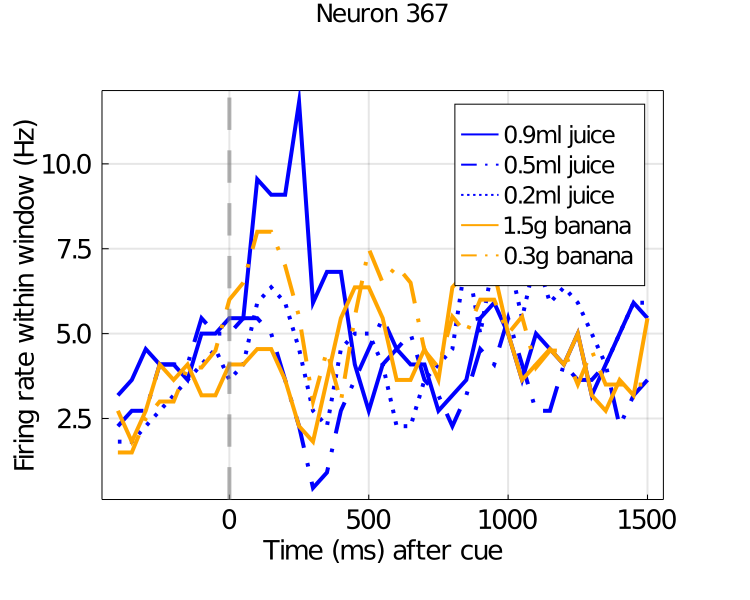 Neuron 367
Firing rate within window (Hz)
10.0
7.5
5.0
2.5
0.9ml juice
0.5ml juice
0.2ml juice
1.5g banana
0.3g banana
0 500 1000 1500
Time (ms) after cue